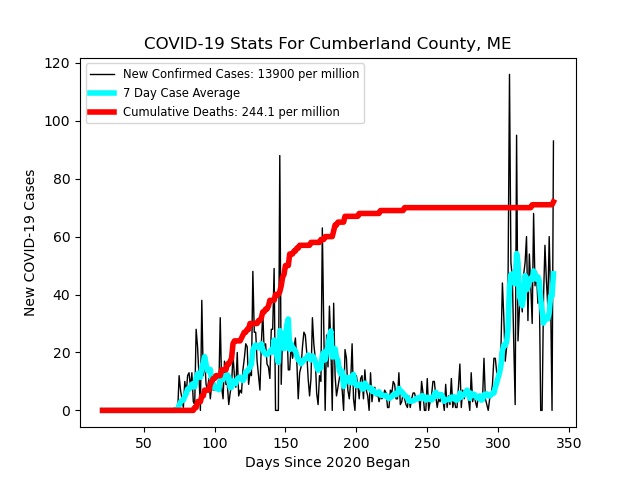 COVID-19 Stats For Cumberland County, ME
New Confirmed Cases: 13900 per million
7 Day Case Average
Cumulative Deaths: 244.1 per million
New COVID-19 Cases
120
100
80
60
40
20
0
50
100
150
200
250
300
350
Days Since 2020 Began